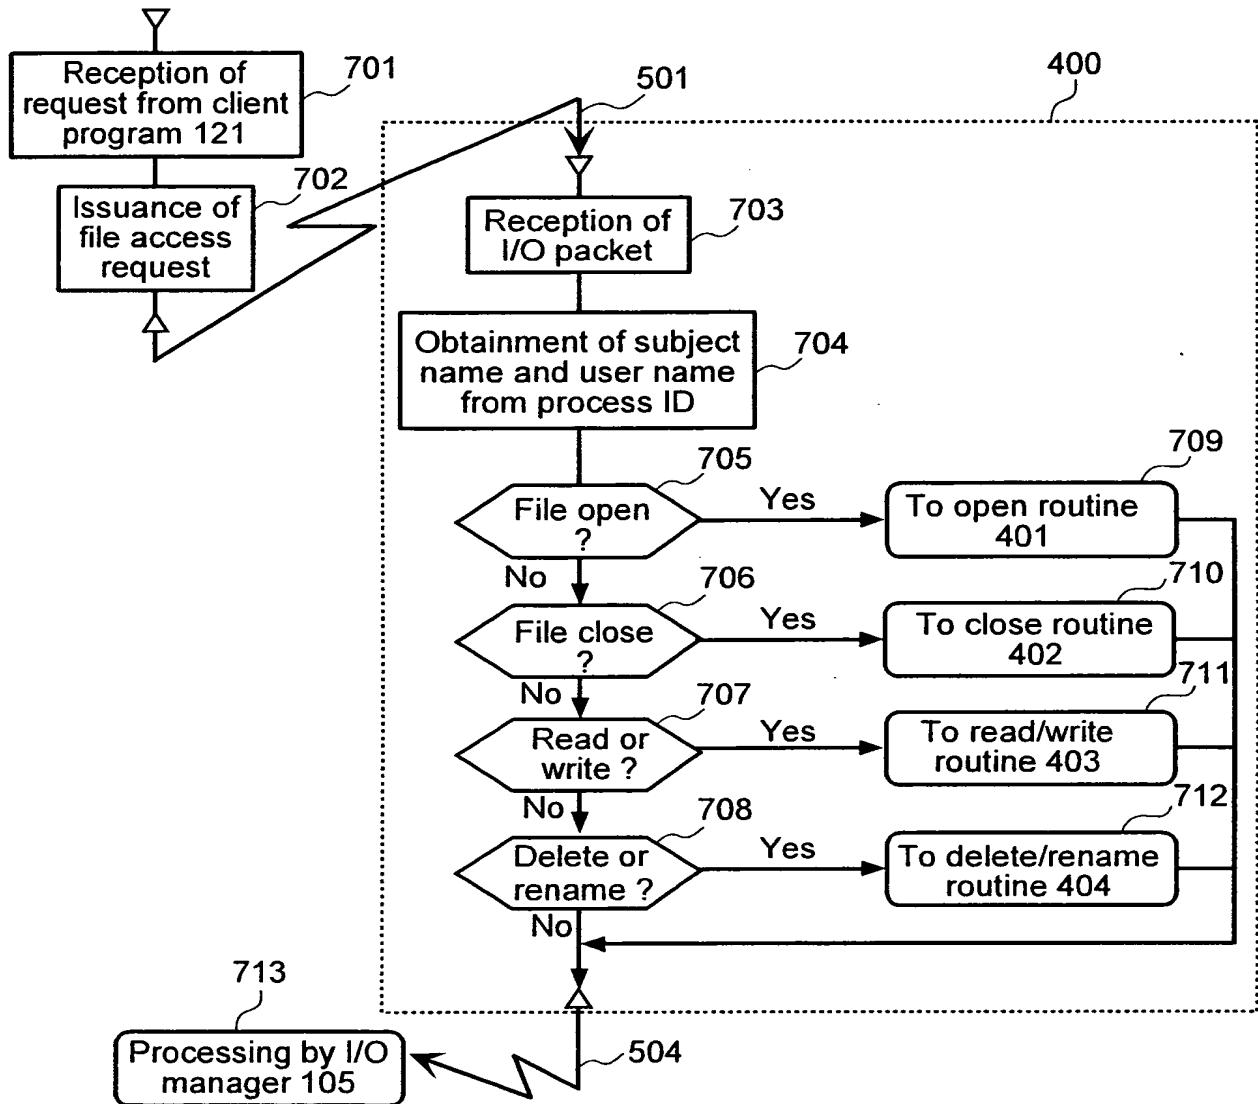 701
Reception of
request from client
program 121
702
Issuance of
file access
request
501
400
703
Reception of
I/O packet
704
Obtainment of subject
name and user name
from process ID
705
File open
?
Yes
709
To open routine
401
No
706
File close
?
Yes
710
To close routine
402
No
707
Read or
write ?
Yes
711
To read/write
routine 403
No
708
Delete or
rename ?
Yes
712
To delete/rename
routine 404
No
713
Processing by I/O
manager 105
504